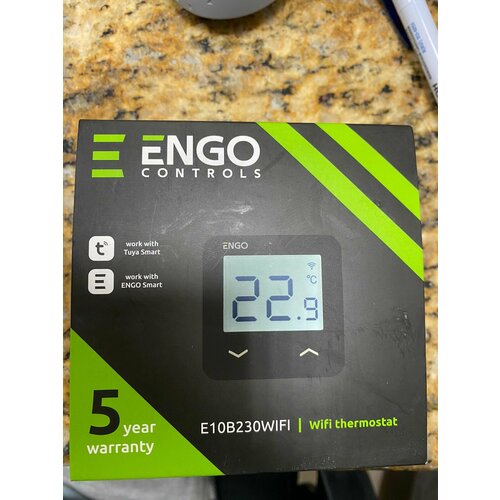 ENGO
CONTROLS
work with
Tuya Smart
work with
ENGO Smart
ENGO
°C
22.9
5 year
warranty
E10B230WIFI | Wifi thermostat